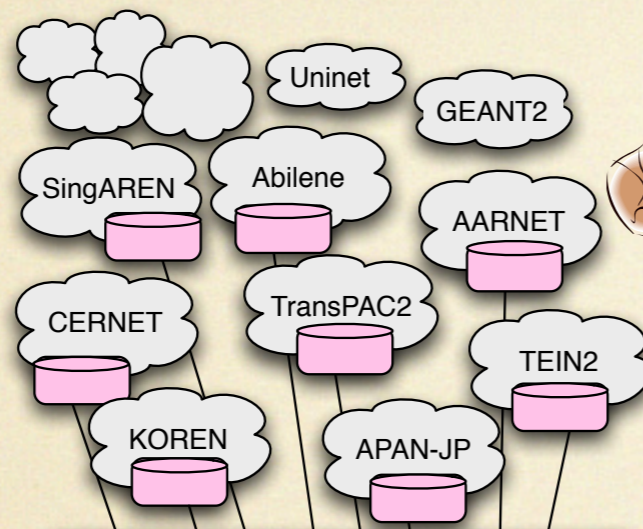 Uninet
GEANT2
SingAREN
Abilene
AARNET
CERNET
TransPAC2
TEIN2
KOREN
APAN-JP